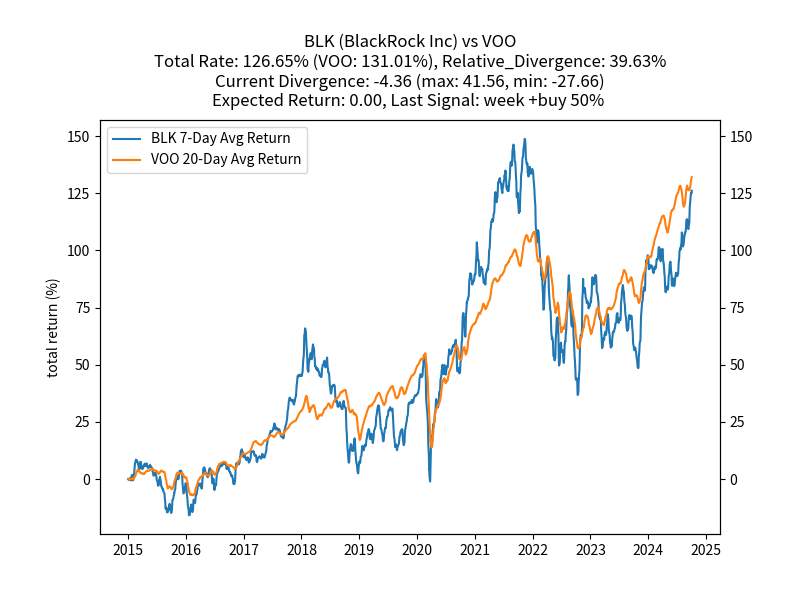 BLK (BlackRock Inc) vs VOO
Total Rate: 126.65% (VOO: 131.01%), Relative_Divergence: 39.63%
Current Divergence: -4.36 (max: 41.56, min: -27.66)
Expected Return: 0.00, Last Signal: week +buy 50%
BLK 7-Day Avg Return
VOO 20-Day Avg Return
total return (%)
150
125
100
75
50
25
0
150
125
100
75
50
25
0
2015 2016 2017 2018 2019 2020 2021 2022 2023 2024 2025